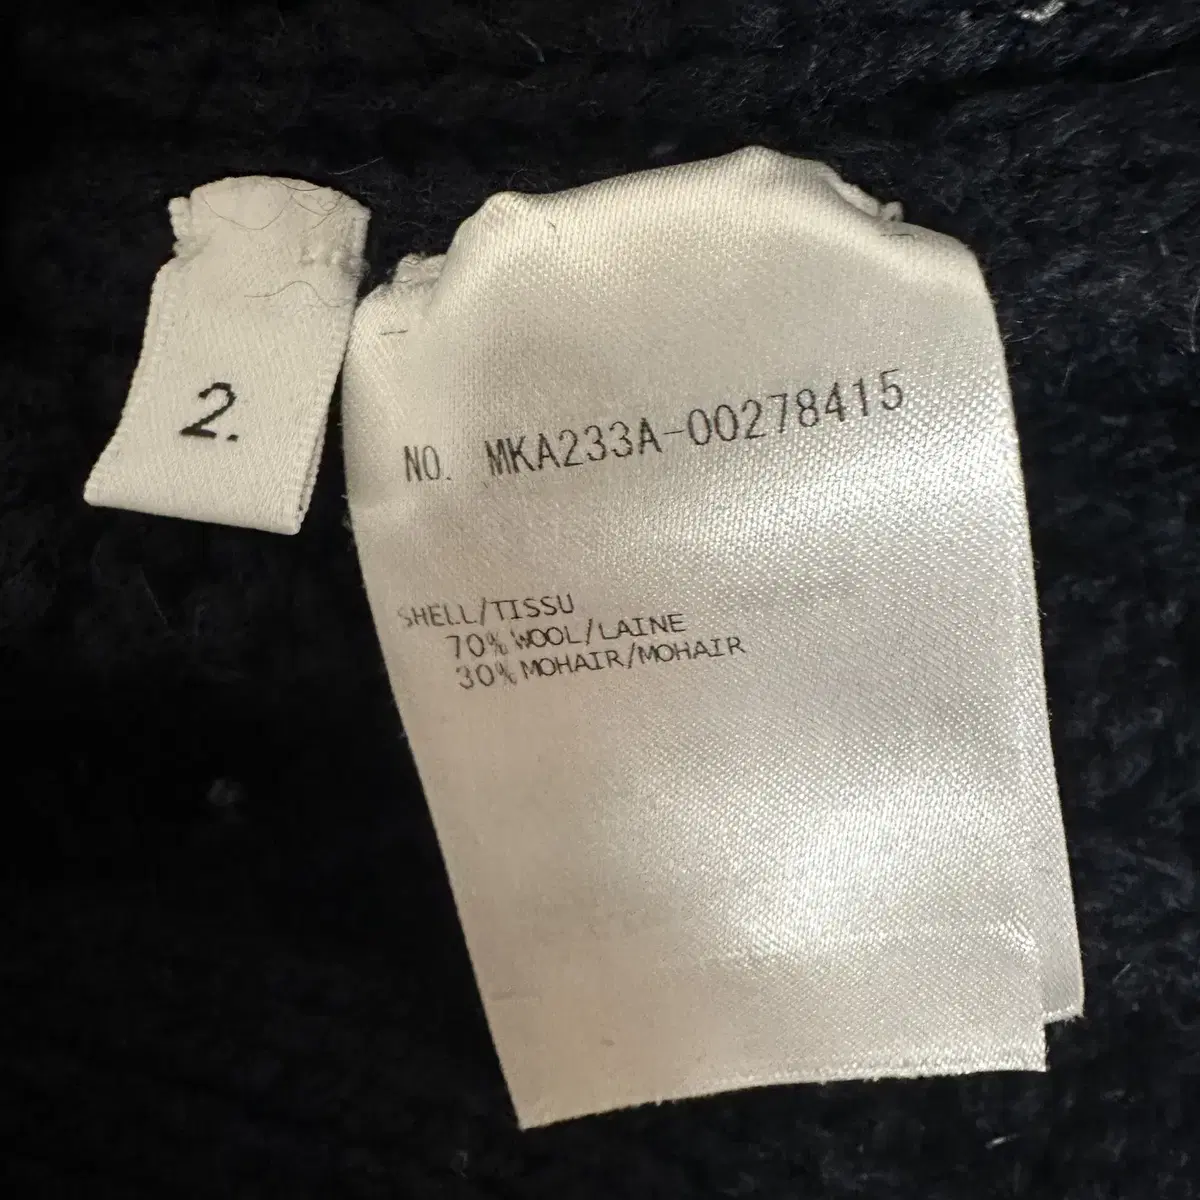 2.
NO. MKA233A-00278415
SHELL/TISSU
70% WOOL/LAINE
30% MOHAIR/MOHAIR